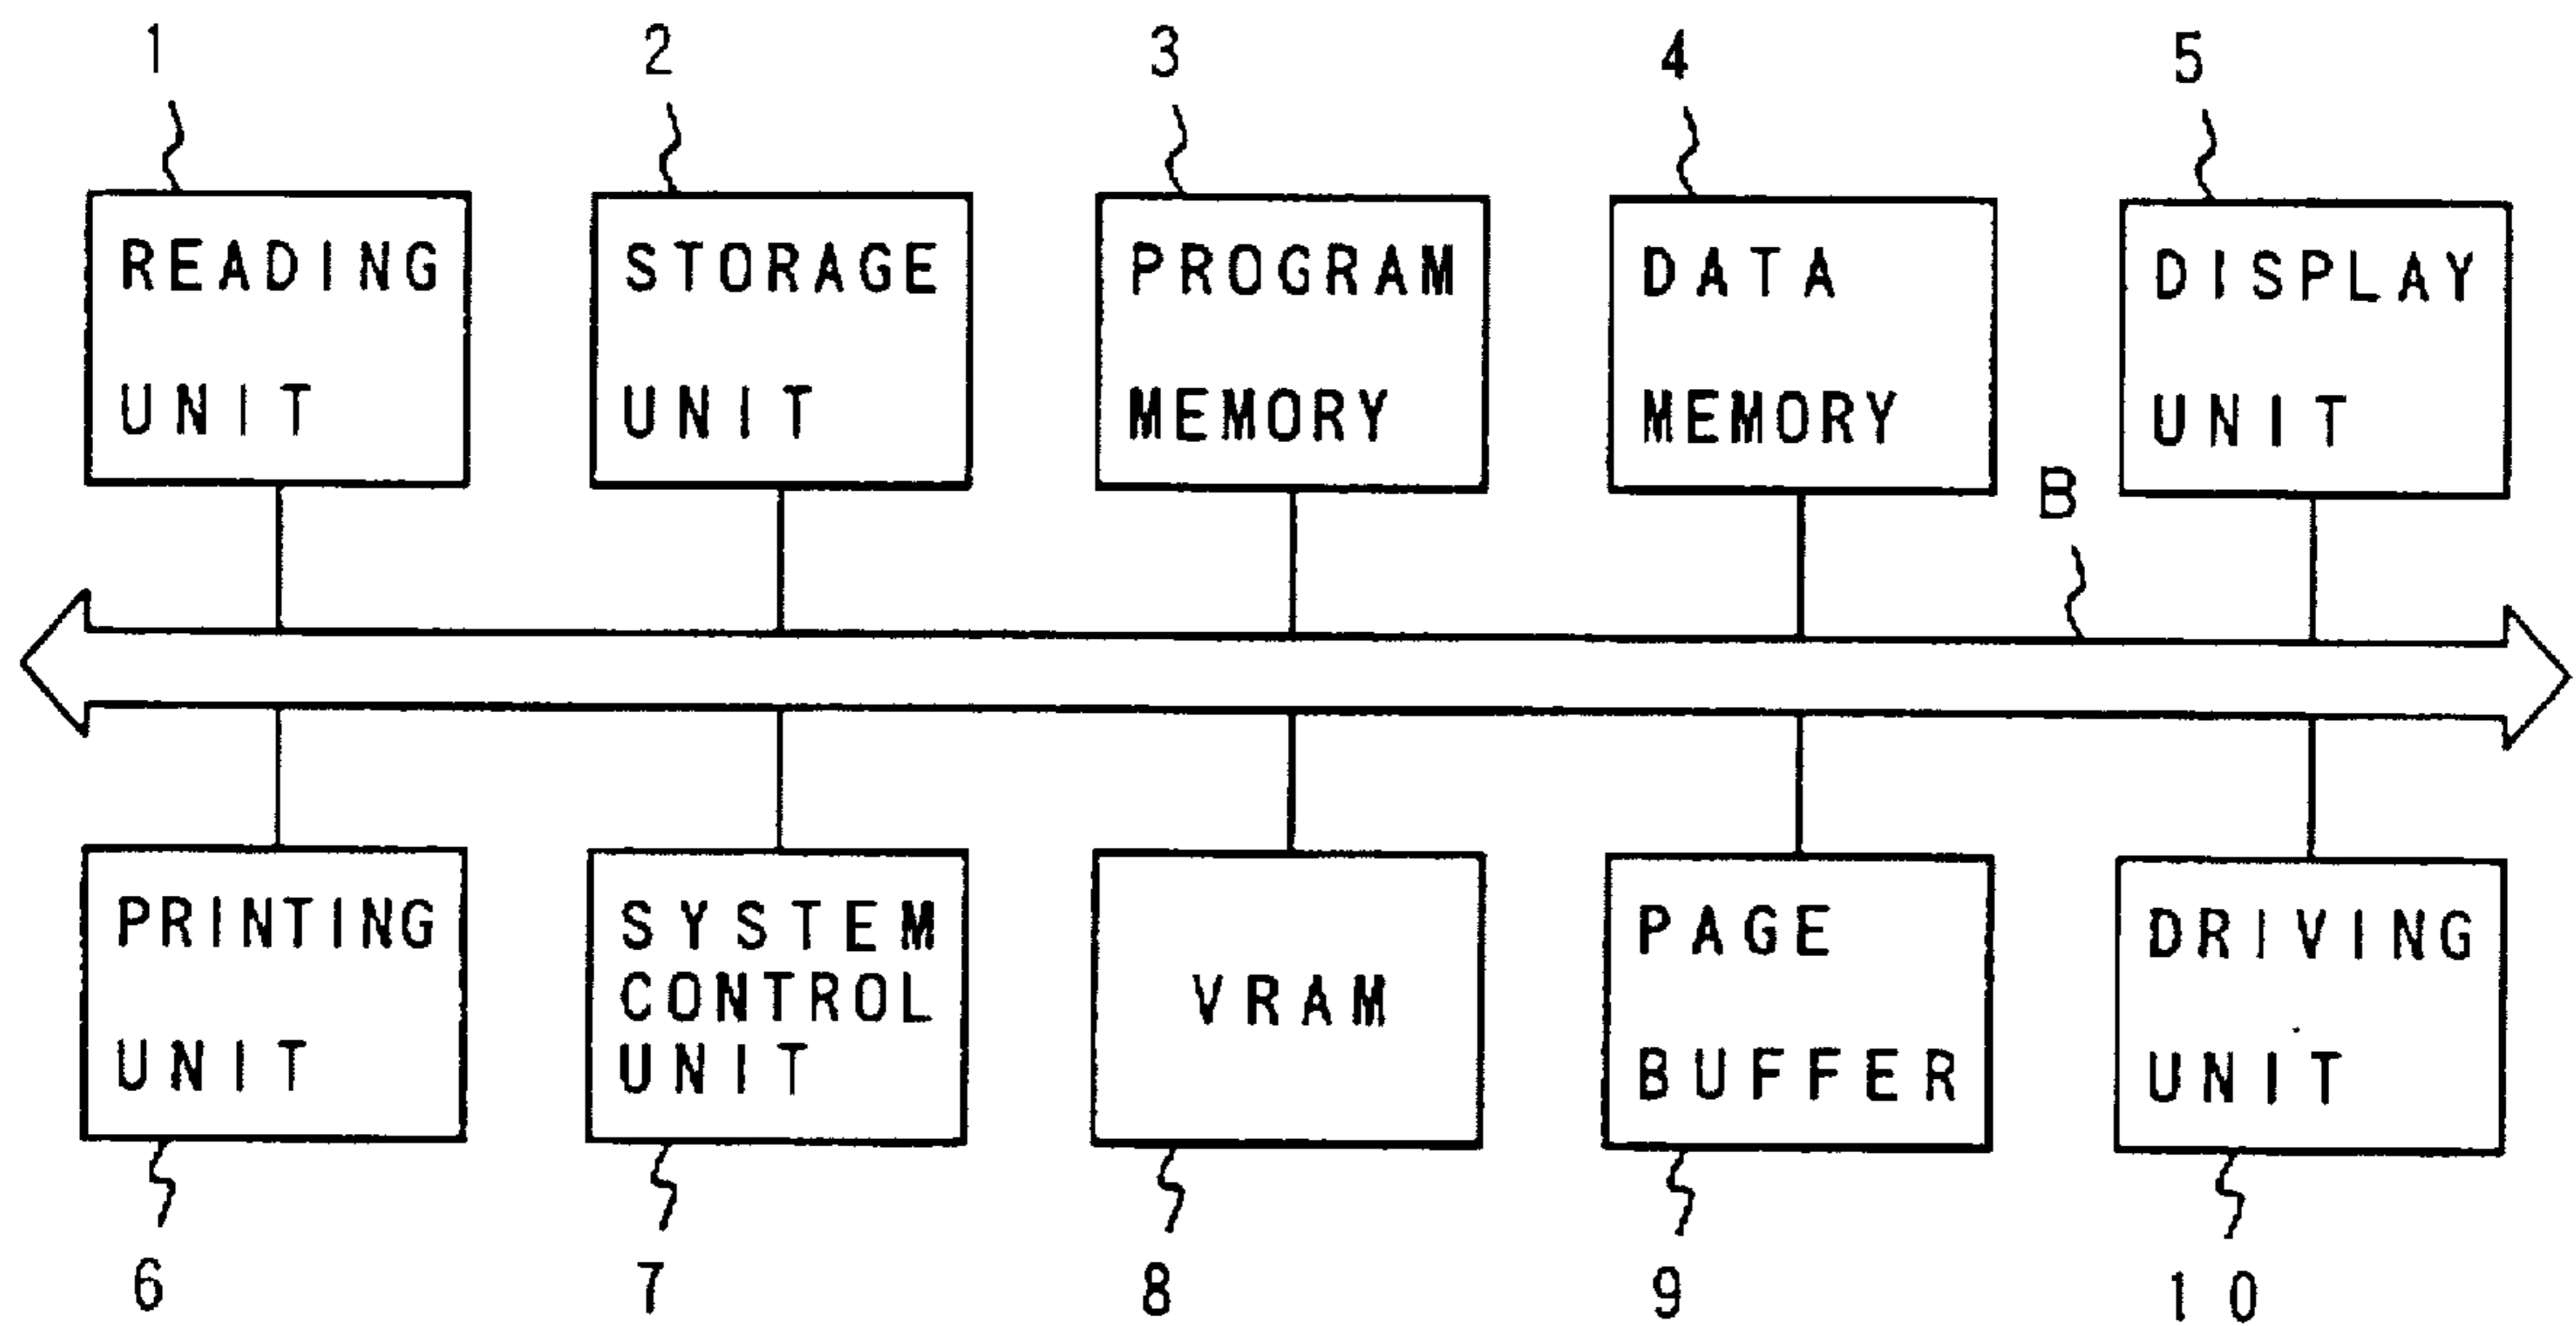 1
2
3
4
5
READING
UNIT
STORAGE
UNIT
PROGRAM
MEMORY
DATA
MEMORY
DISPLAY
UNIT
B
PRINTING
UNIT
SYSTEM
CONTROL
UNIT
VRAM
PAGE
BUFFER
DRIVING
UNIT
6
7
8
9
10